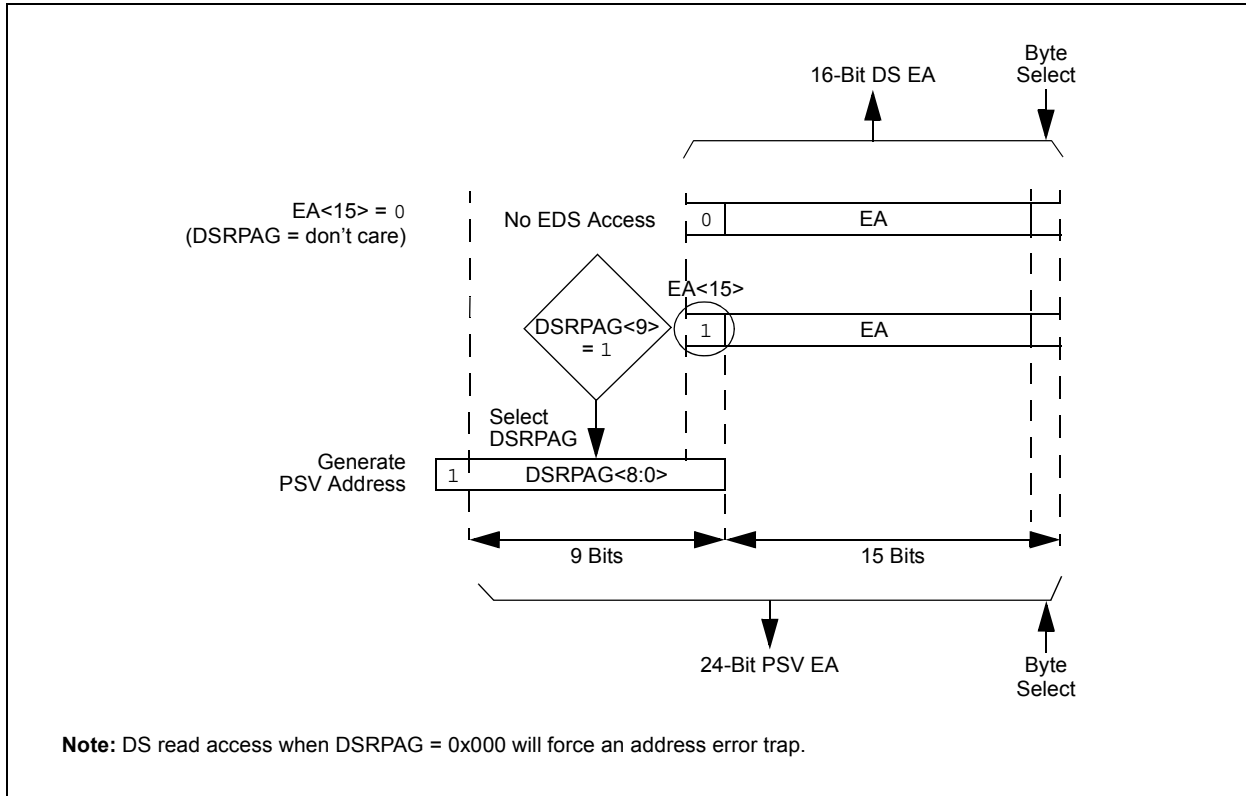 Byte
Select
16-Bit DS EA
EA<15> = 0
(DSRPAG = don't care)
No EDS Access
0
EA
EA<15>
DSRPAG<9>
= 1
1
EA
Select
DSRPAG
Generate
PSV Address
1
DSRPAG<8:0>
9 Bits
15 Bits
24-Bit PSV EA
Byte
Select
Note: DS read access when DSRPAG = 0x000 will force an address error trap.